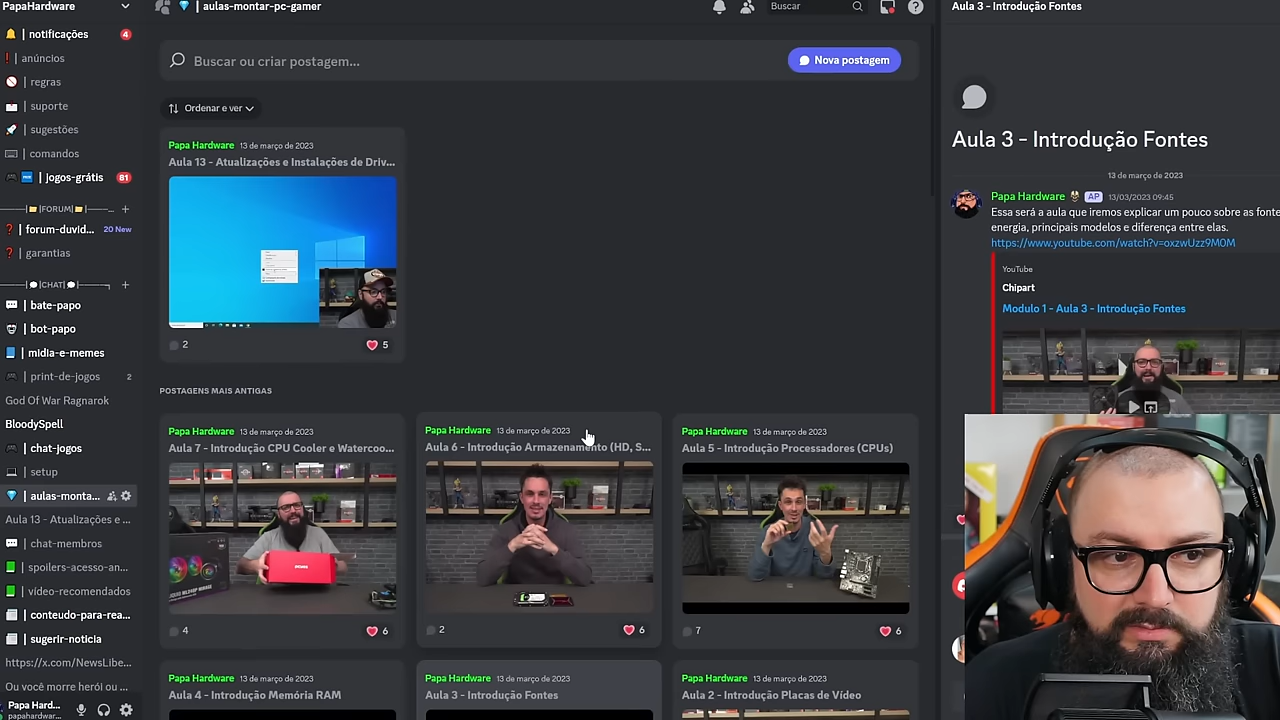 PapaHardware
| notificações
4
| anúncios
| regras
| suporte
| sugestões
| comandos
| jogos-grátis
81
|FORUM|
| forum-duvid...
20 New
| garantias
|CHAT|
| bate-papo
| bot-papo
| midia-e-memes
| print-de-jogos
2
God Of War Ragnarok
BloodySpell
| chat-jogos
| setup
| aulas-monta...
Aula 13 - Atualizações e ...
| chat-membros
| spoilers-acesso-an...
| vídeo-recomendados
| conteudo-para-rea...
| sugerir-noticia
https://x.com/NewsLibe...
Ou você morre herói ou ...
Papa Hard...
papahardwar...
| aulas-montar-pc-gamer
Buscar
Buscar ou criar postagem...
Nova postagem
Ordenar e ver
Papa Hardware 13 de março de 2023
Aula 13 - Atualizações e Instalações de Driv...
2
5
POSTAGENS MAIS ANTIGAS
Papa Hardware 13 de março de 2023
Aula 7 - Introdução CPU Cooler e Watercoo...
4
6
Papa Hardware 13 de março de 2023
Aula 6 - Introdução Armazenamento (HD, S...
2
6
Papa Hardware 13 de março de 2023
Aula 5 - Introdução Processadores (CPUs)
7
6
Papa Hardware 13 de março de 2023
Aula 4 - Introdução Memória RAM
Papa Hardware 13 de março de 2023
Aula 3 - Introdução Fontes
Papa Hardware 13 de março de 2023
Aula 2 - Introdução Placas de Vídeo
Aula 3 - Introdução Fontes
Aula 3 - Introdução Fontes
13 de março de 2023
Papa Hardware AP 13/03/2023 09:45
Essa será a aula que iremos explicar um pouco sobre as fonte
energia, principais modelos e diferença entre elas.
https://www.youtube.com/watch?v=oxzwUzz9M0M
YouTube
Chipart
Modulo 1 - Aula 3 - Introdução Fontes